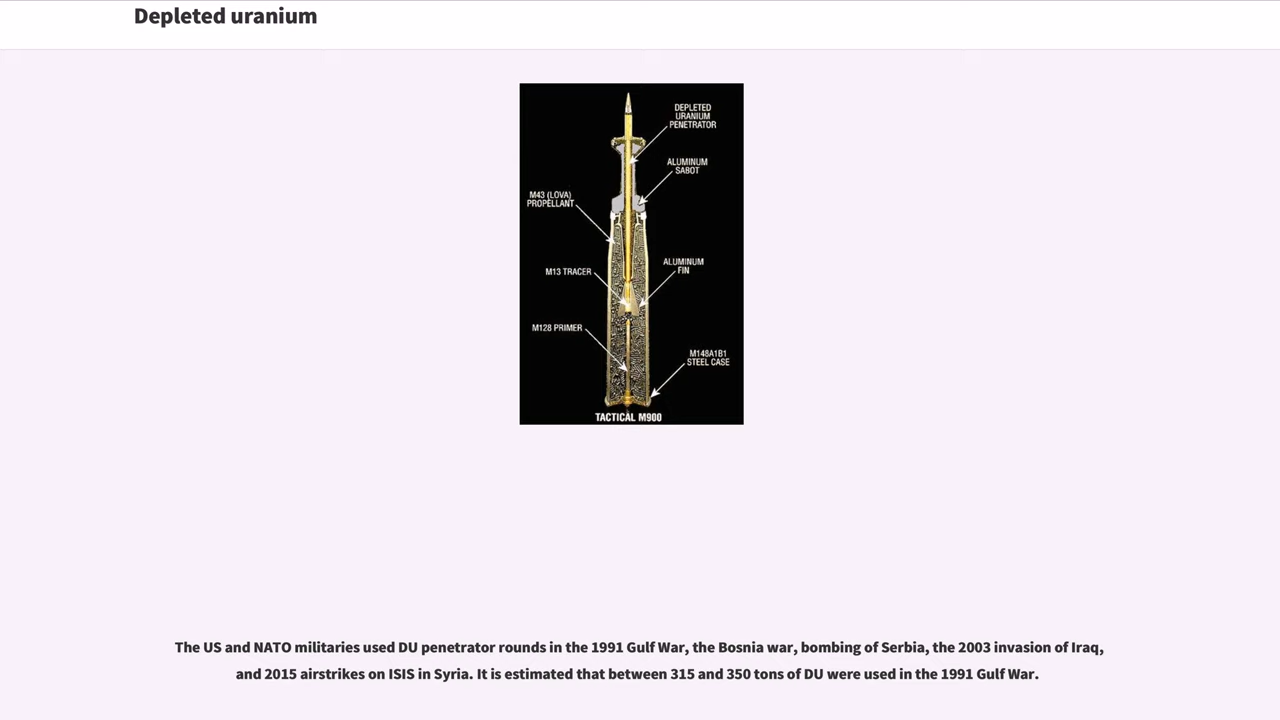 Depleted uranium
DEPLETED
URANIUM
PENETRATOR
ALUMINUM
SABOT
M43 (LOVA)
PROPELLANT
ALUMINUM
FIN
M13 TRACER
M128 PRIMER
M148A1B1
STEEL CASE
TACTICAL M900
The US and NATO militaries used DU penetrator rounds in the 1991 Gulf War, the Bosnia war, bombing of Serbia, the 2003 invasion of Iraq,
and 2015 airstrikes on ISIS in Syria. It is estimated that between 315 and 350 tons of DU were used in the 1991 Gulf War.